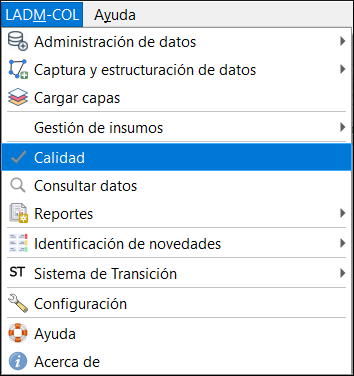 LADM-COL Ayuda
Administración de datos
Captura y estructuración de datos
Cargar capas
Gestión de insumos
Calidad
Consultar datos
Reportes
Identificación de novedades
ST Sistema de Transición
Configuración
Ayuda
Acerca de